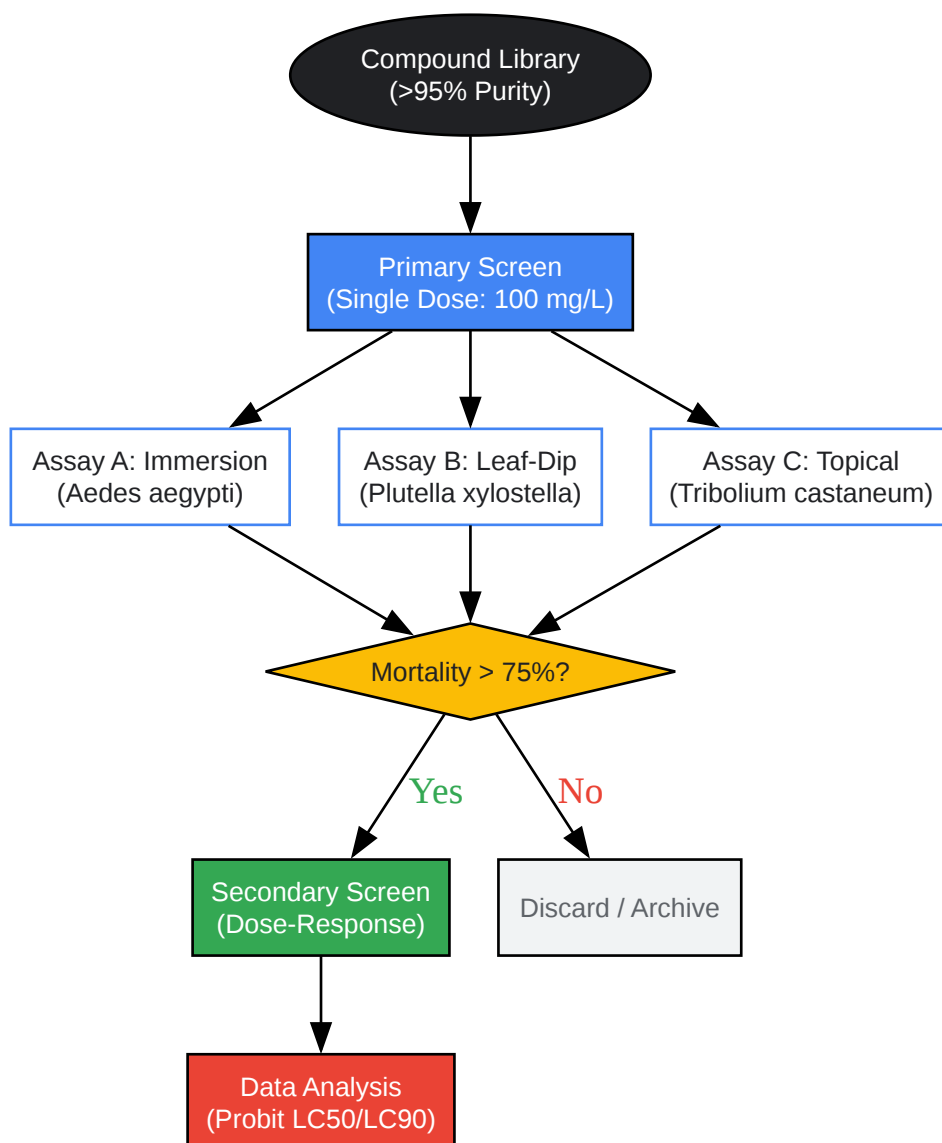 Compound Library
(>95% Purity)
Primary Screen
(Single Dose: 100 mg/L)
Assay A: Immersion
(Aedes aegypti)
Assay B: Leaf-Dip
(Plutella xylostella)
Assay C: Topical
(Tribolium castaneum)
Mortality > 75%?
Yes
No
Secondary Screen
(Dose-Response)
Discard / Archive
Data Analysis
(Probit LC50/LC90)